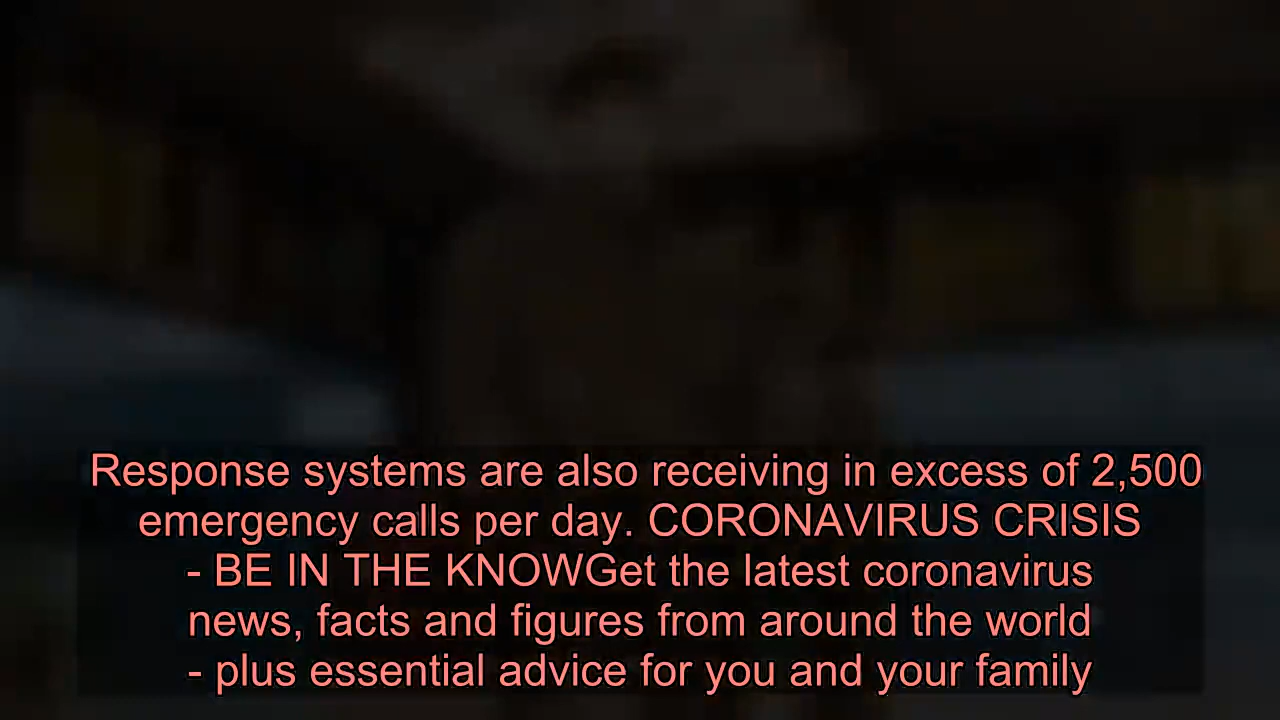 Response systems are also receiving in excess of 2,500
emergency calls per day. CORONAVIRUS CRISIS
- BE IN THE KNOWGet the latest coronavirus
news, facts and figures from around the world
- plus essential advice for you and your family